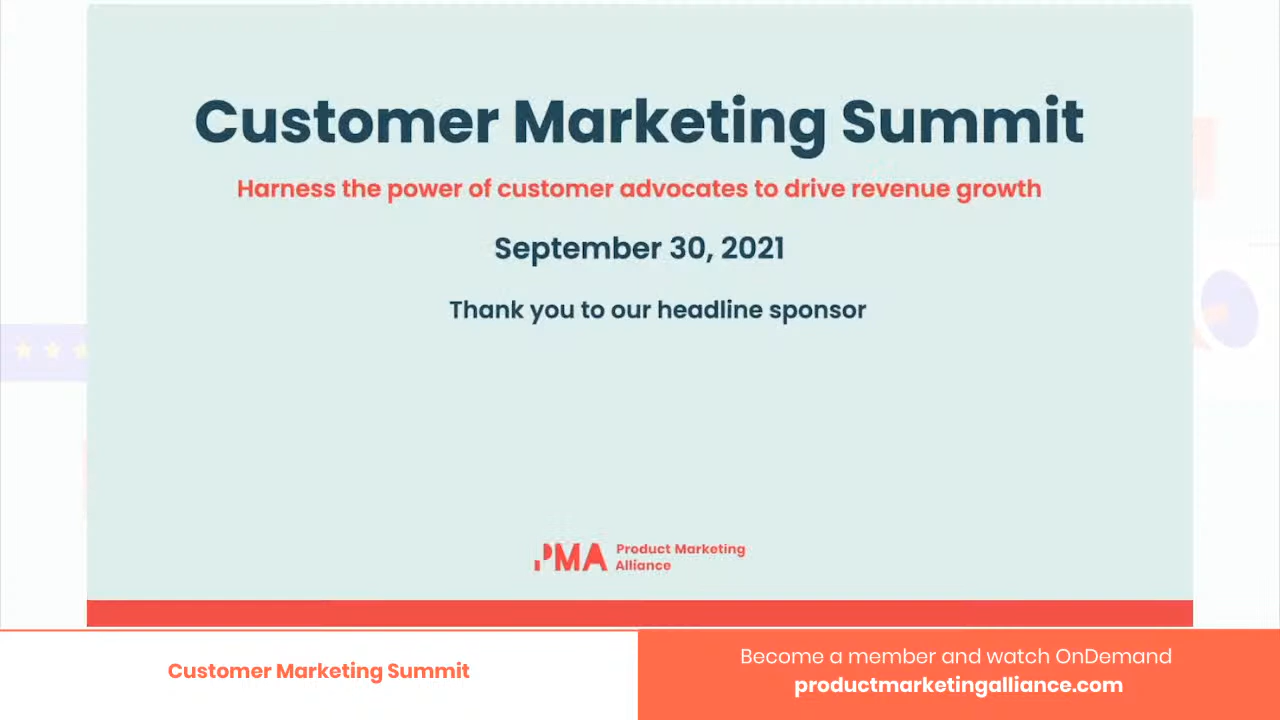 Customer Marketing Summit
Harness the power of customer advocates to drive revenue growth
September 30, 2021
Thank you to our headline sponsor
PMA Product Marketing
Alliance
Customer Marketing Summit
Become a member and watch OnDemand
productmarketingalliance.com